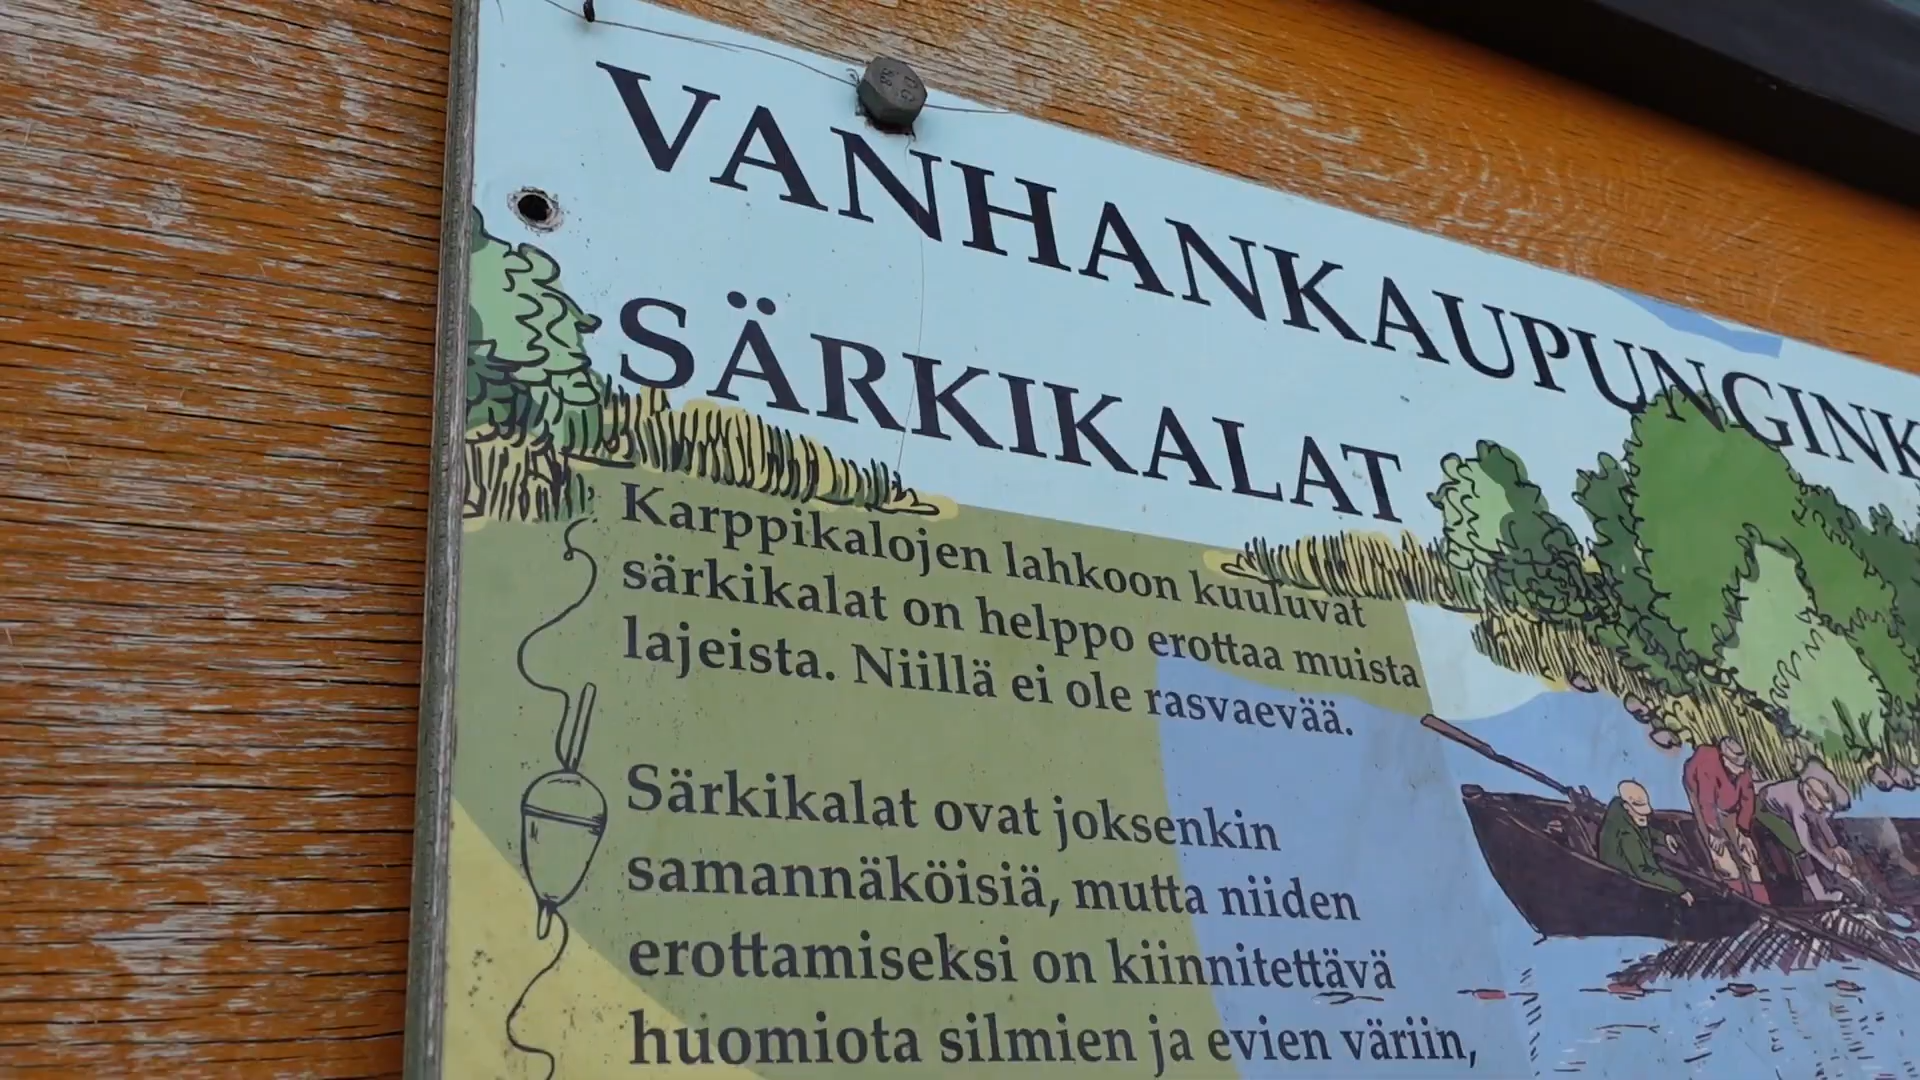 VANHANKAUPUNGINK
SÄRKIKALAT
Karppikalojen lahkoon kuuluvat
särkikalat on helppo erottaa muista
lajeista. Niillä ei ole rasvaevää.
Särkikalat ovat joksenkin
samannäköisiä, mutta niiden
erottamiseksi on kiinnitettävä
huomiota silmien ja evien väriin,